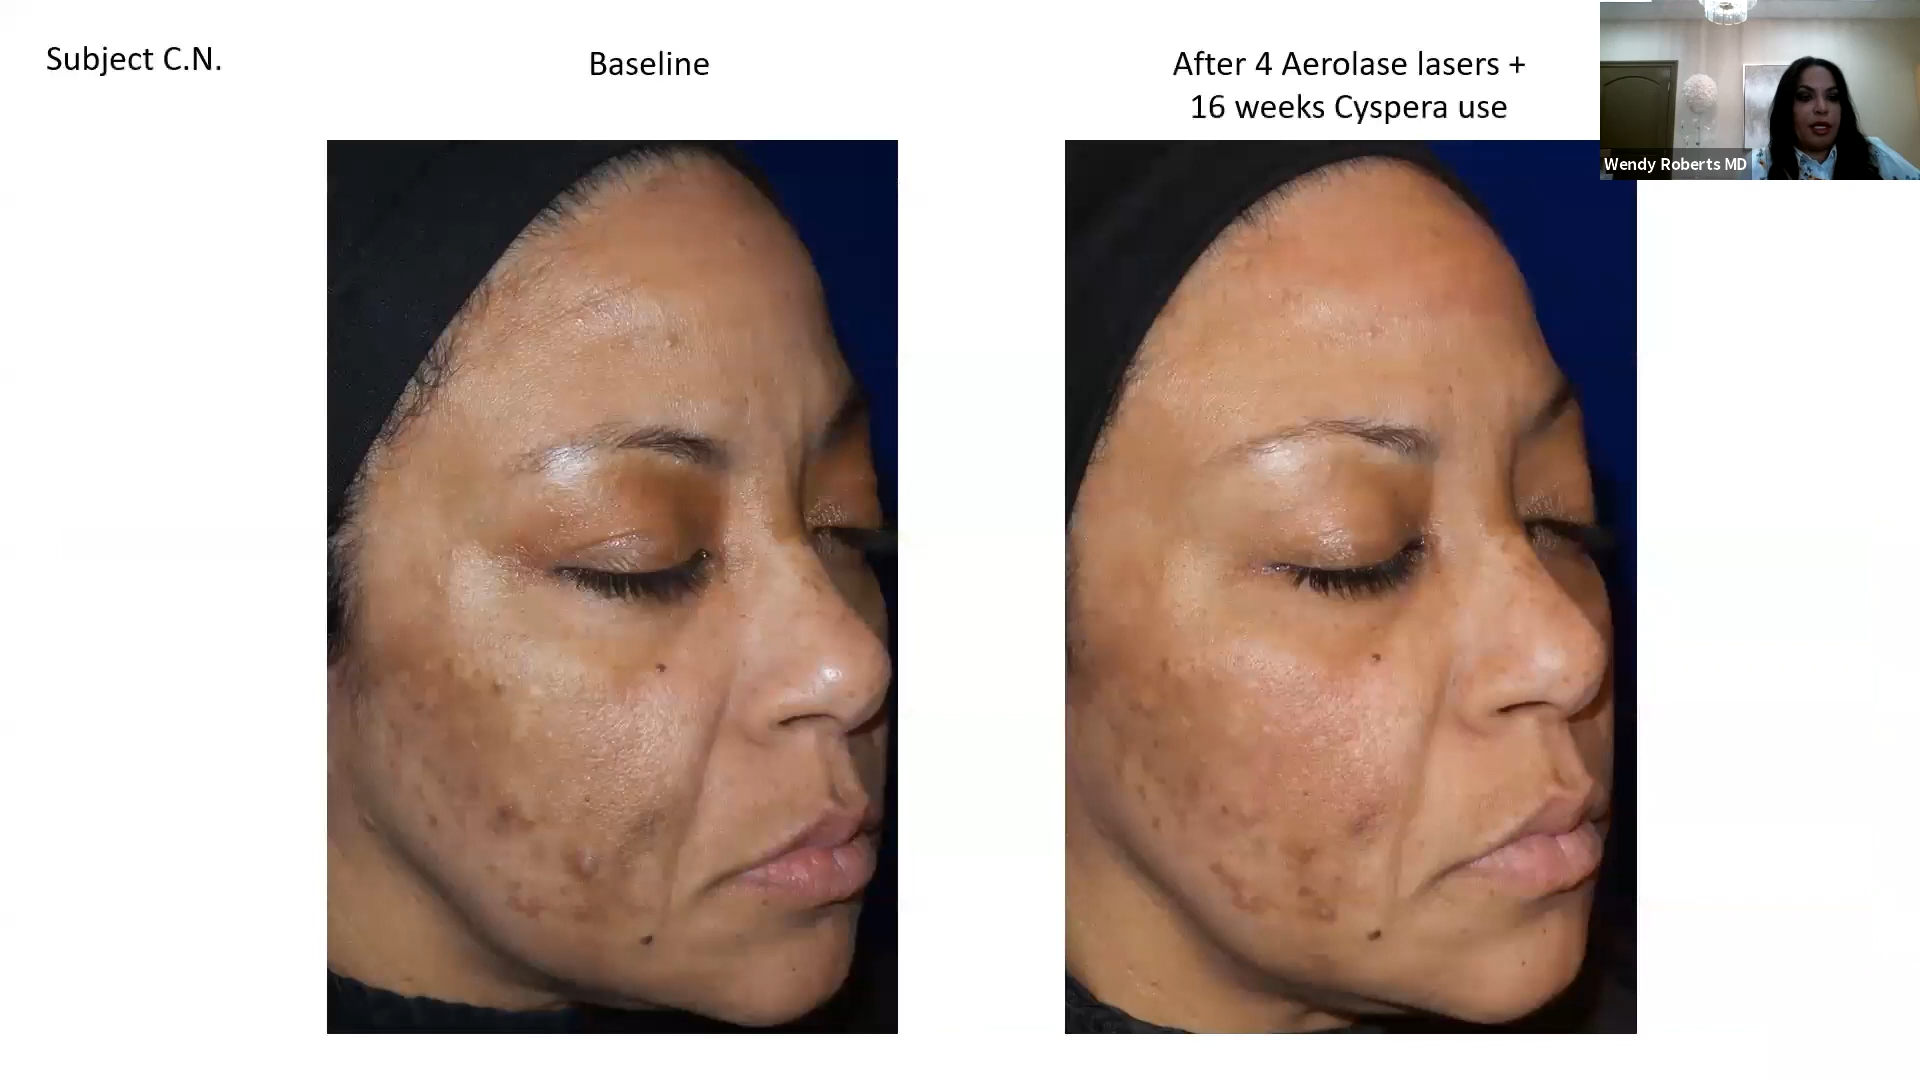 Subject C.N.
Baseline
After 4 Aerolase lasers +
16 weeks Cyspera use
Wendy Roberts MD